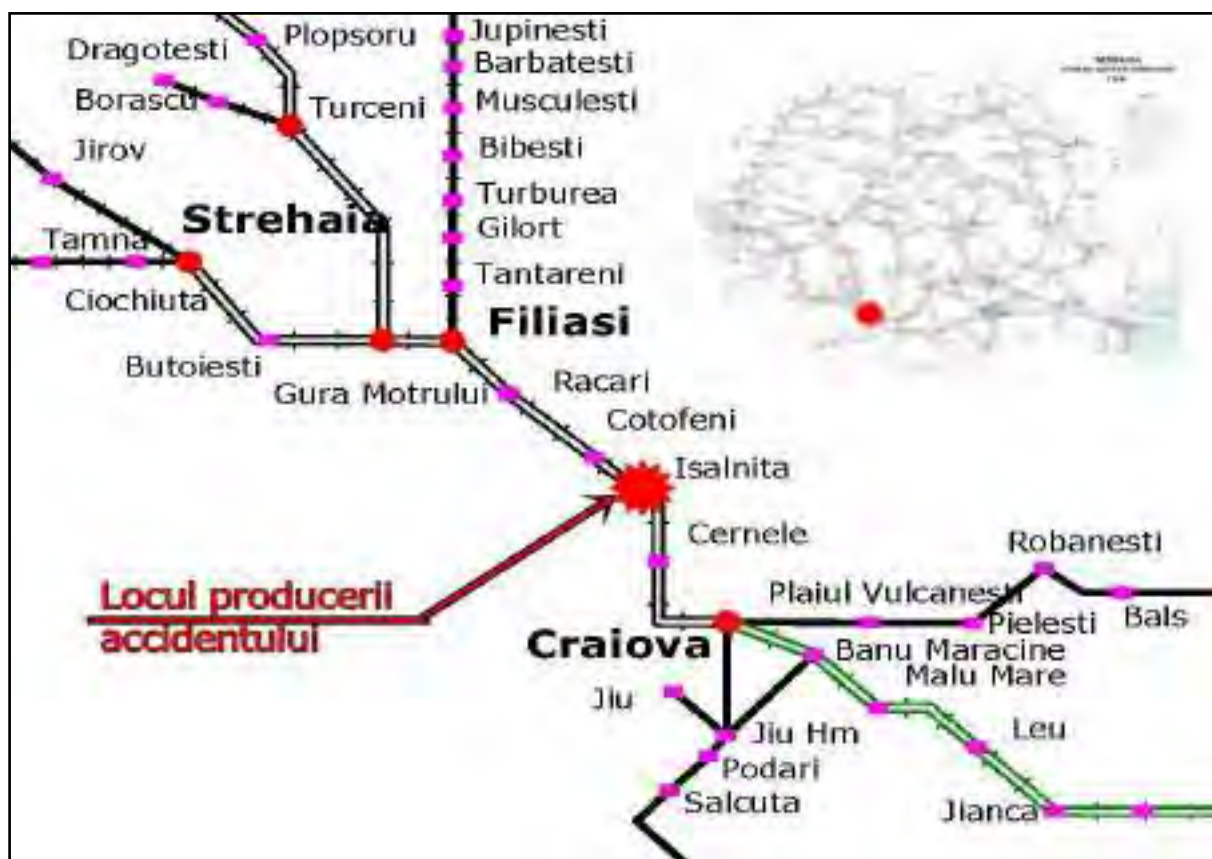 Plopsoru
Jupinesti
Dragotesti
Barbatesti
Borascu
Turceni
Musculesti
Jirov
Bibesti
Turburea
Strehaia
Gilort
Tamna
Tantareni
Ciochiuta
Filiasi
Butoiesti
Gura Motrului
Racari
Cotofeni
Isalnita
Cernele
Robanesti
Locul producerii
accidentului
Plaiul Vulcanesti
Pielesti
Bals
Craiova
Banu Maracine
Malu Mare
Jiu
Jiu Hm
Leu
Podari
Salcuta
Jianca